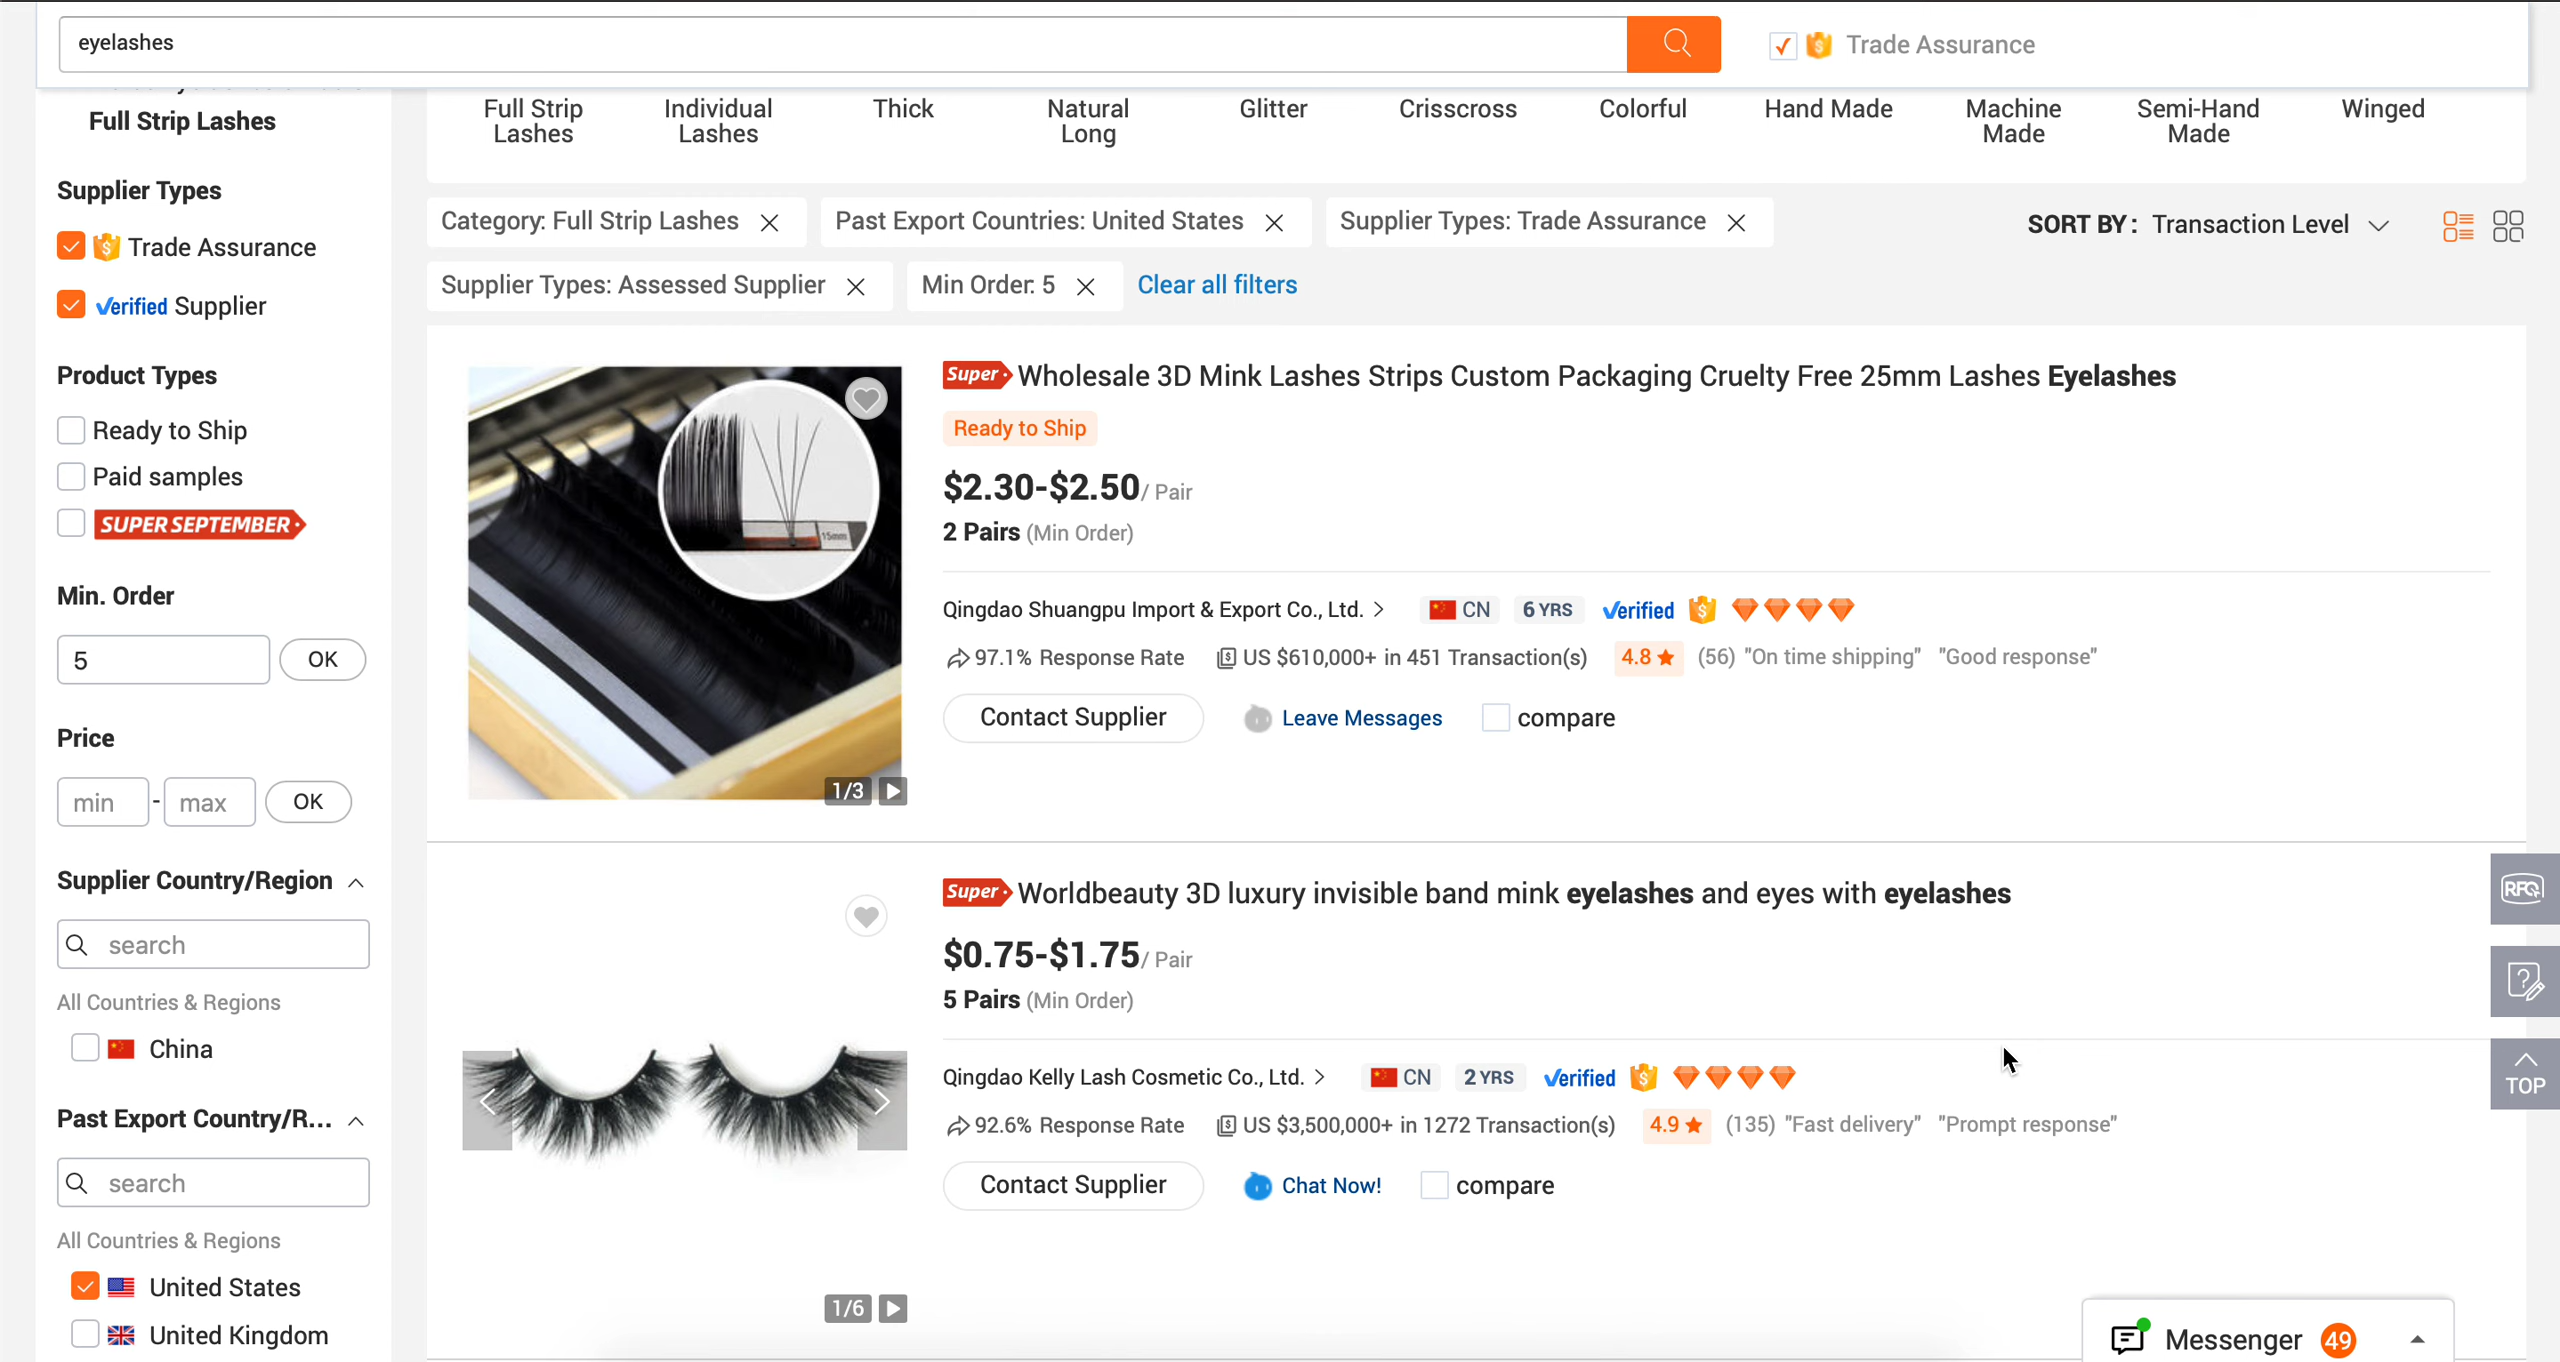 eyelashes
Trade Assurance
Full Strip Lashes
Supplier Types
Trade Assurance
Verified Supplier
Product Types
Ready to Ship
Paid samples
SUPER SEPTEMBER
Min. Order
5
OK
Price
min - max OK
Supplier Country/Region
search
All Countries & Regions
China
Past Export Country/R...
search
All Countries & Regions
United States
United Kingdom
Full Strip Lashes
Individual Lashes
Thick
Natural Long
Glitter
Crisscross
Colorful
Hand Made
Machine Made
Semi-Hand Made
Winged
Category: Full Strip Lashes
Past Export Countries: United States
Supplier Types: Trade Assurance
SORT BY : Transaction Level
Supplier Types: Assessed Supplier
Min Order: 5
Clear all filters
15mm
1/3
Super Wholesale 3D Mink Lashes Strips Custom Packaging Cruelty Free 25mm Lashes Eyelashes
Ready to Ship
$2.30-$2.50/ Pair
2 Pairs (Min Order)
Qingdao Shuangpu Import & Export Co., Ltd. > CN 6 YRS Verified
97.1% Response Rate US $610,000+ in 451 Transaction(s) 4.8 (56) "On time shipping" "Good response"
Contact Supplier Leave Messages compare
Super Worldbeauty 3D luxury invisible band mink eyelashes and eyes with eyelashes
$0.75-$1.75/ Pair
5 Pairs (Min Order)
Qingdao Kelly Lash Cosmetic Co., Ltd. > CN 2 YRS Verified
92.6% Response Rate US $3,500,000+ in 1272 Transaction(s) 4.9 (135) "Fast delivery" "Prompt response"
Contact Supplier Chat Now! compare
1/6
RFQ
TOP
Messenger 49